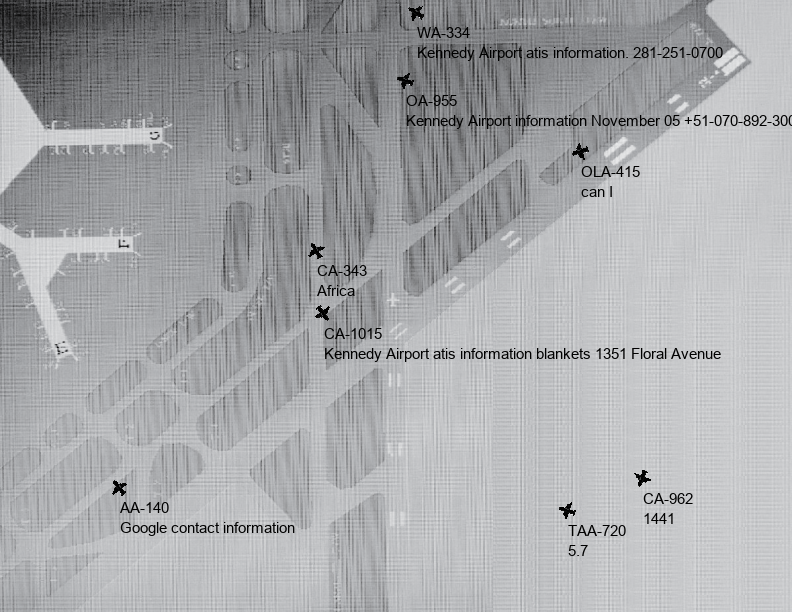 WA-334
Kennedy Airport atis information. 281-251-0700
OA-955
Kennedy Airport information November 05 +51-070-892-300
OLA-415
can I
CA-343
Africa
CA-1015
Kennedy Airport atis information blankets 1351 Floral Avenue
CA-962
1441
AA-140
Google contact information
TAA-720
5.7